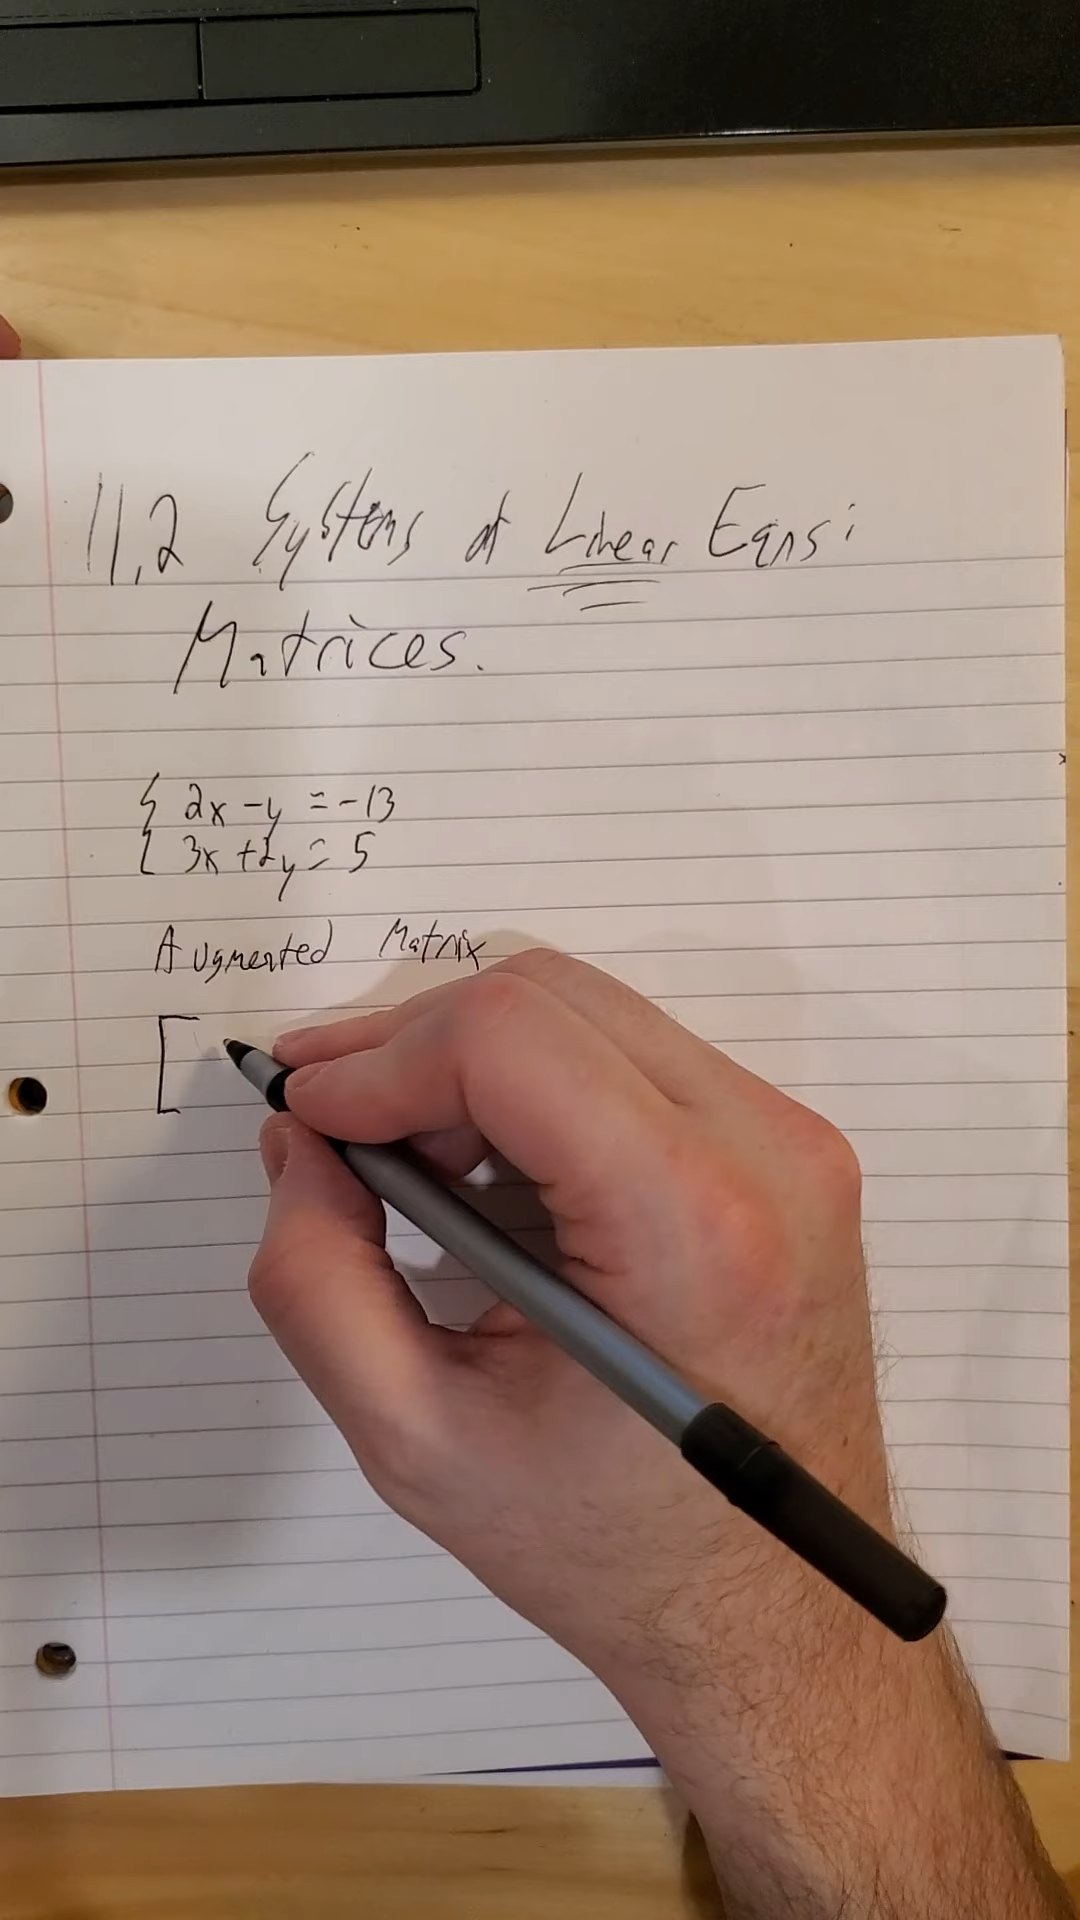 11.2 Systems of Linear Eqns:
Matrices.
{ 2x - y = -13
{ 3x + 2y = 5
Augmented Matrix
[